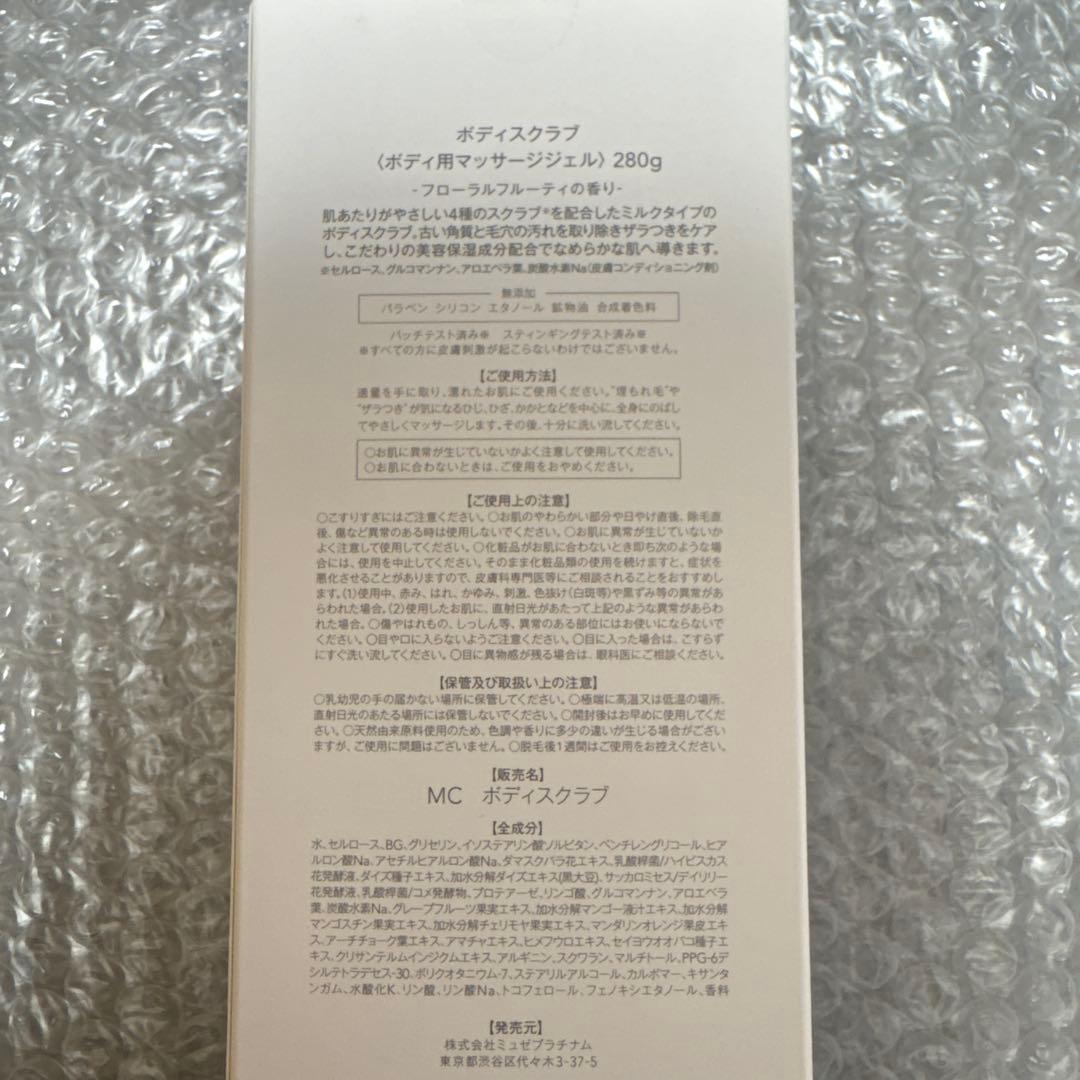 ボディスクラブ
〈ボディ用マッサージジェル〉280g
-フローラルフルーティの香り-
肌あたりがやさしい4種のスクラブ※を配合したミルクタイプの
ボディスクラブ。古い角質と毛穴の汚れを取り除きザラつきをケア
し、こだわりの美容保湿成分配合でなめらかな肌へ導きます。
※セルロース、グルコマンナン、アロエベラ葉、炭酸水素Na(皮膚コンディショニング剤)
無添加
パラベン シリコン エタノール 鉱物油 合成着色料
パッチテスト済み※ スティンギングテスト済み※
※すべての方に皮膚刺激が起こらないわけではございません。
【ご使用方法】
適量を手に取り、濡れたお肌にご使用ください。“埋もれ毛”や
“ザラつき”が気になるひじ、ひざ、かかとなどを中心に、全身にのばし
てやさしくマッサージします。その後、十分に洗い流してください。
○お肌に異常が生じていないかよく注意して使用してください。
○お肌に合わないときは、ご使用をおやめください。
【ご使用上の注意】
○こすりすぎにはご注意ください。○お肌のやわらかい部分や日やけ直後、除毛直
後、傷など異常のある時は使用しないでください。○お肌に異常が生じていないか
よく注意して使用してください。○化粧品がお肌に合わないとき即ち次のような場
合には、使用を中止してください。そのまま化粧品類の使用を続けますと、症状を
悪化させることがありますので、皮膚科専門医等にご相談されることをおすすめし
ます。(1)使用中、赤み、はれ、かゆみ、刺激、色抜け(白斑等)や黒ずみ等の異常があ
らわれた場合。(2)使用したお肌に、直射日光があたって上記のような異常があらわ
れた場合。○傷やはれもの、しっしん等、異常のある部位にはお使いにならないで
ください。○目や口に入らないようご注意ください。○目に入った場合は、こすらず
にすぐ洗い流してください。○目に異物感が残る場合は、眼科医にご相談ください。
【保管及び取扱い上の注意】
○乳幼児の手の届かない場所に保管してください。○極端に高温又は低温の場所、
直射日光のあたる場所には保管しないでください。○開封後はお早めに使用してくだ
さい。○天然由来原料使用のため、色調や香りに多少の違いが生じる場合がござい
ますが、ご使用に問題はございません。○脱毛後1週間はご使用をお控えください。
【販売名】
MC ボディスクラブ
【全成分】
水、セルロース、BG、グリセリン、イソステアリン酸ソルビタン、ペンチレングリコール、ヒア
ルロン酸Na、アセチルヒアルロン酸Na、ダマスクバラ花エキス、乳酸桿菌/ハイビスカス
花発酵液、ダイズ種子エキス、加水分解ダイズエキス(黒大豆)、サッカロミセス/デイリリー
花発酵液、乳酸桿菌/コメ発酵物、プロテアーゼ、リンゴ酸、グルコマンナン、アロエベラ
葉、炭酸水素Na、グレープフルーツ果実エキス、加水分解マンゴー液汁エキス、加水分解
マンゴスチン果実エキス、加水分解チェリモヤ果実エキス、マンダリンオレンジ果皮エキ
ス、アーチチョーク葉エキス、アマチャエキス、ヒメフウロエキス、セイヨウオオバコ種子エ
キス、クリサンテルムインジクムエキス、アルギニン、スクワラン、マルチトール、PPG-6デ
シルテトラデセス-30、ポリクオタニウム-7、ステアリルアルコール、カルボマー、キサンタ
ンガム、水酸化K、リン酸、リン酸Na、トコフェロール、フェノキシエタノール、香料
【発売元】
株式会社ミュゼプラチナム
東京都渋谷区代々木3-37-5